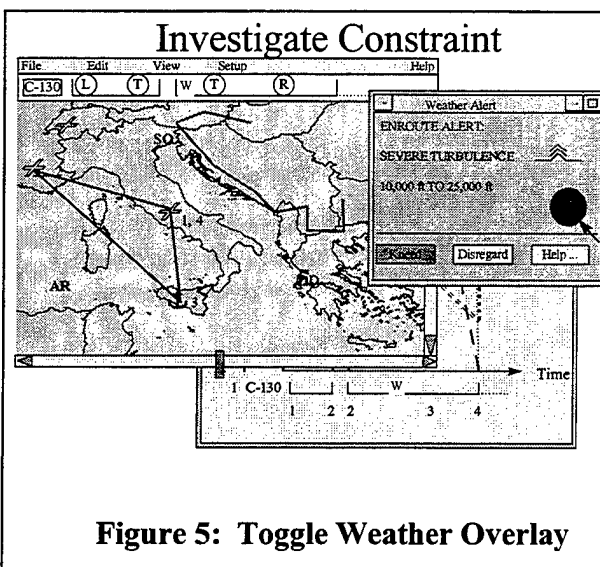 Investigate Constraint
File Edit View Setup Help
C-130 L T W T R
Weather Alert
ENROUTE ALERT:
SEVERE TURBULENCE
10,000 ft TO 25,000 ft
Disregard Help ...
SO
1, 4
AR
3
Time
1 C-130 W
1 2 2 3 4
Figure 5: Toggle Weather Overlay